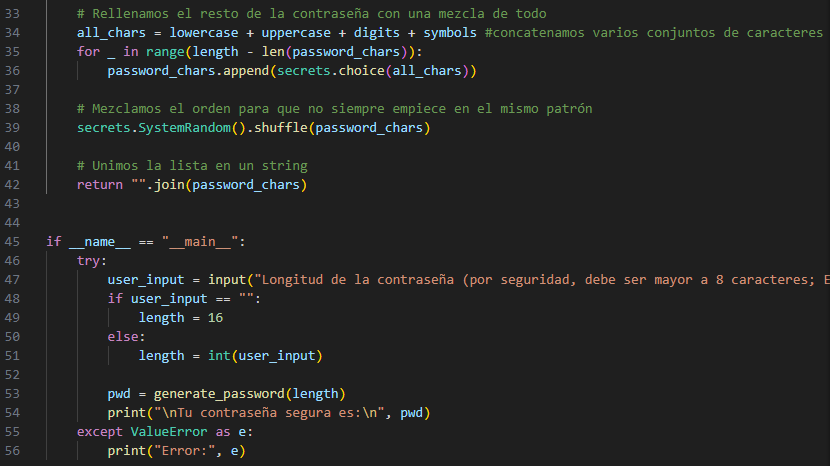 33 # Rellenamos el resto de la contraseña con una mezcla de todo
34 all_chars = lowercase + uppercase + digits + symbols #concatenamos varios conjuntos de caracteres
35 for _ in range(length - len(password_chars)):
36 password_chars.append(secrets.choice(all_chars))
37
38 # Mezclamos el orden para que no siempre empiece en el mismo patrón
39 secrets.SystemRandom().shuffle(password_chars)
40
41 # Unimos la lista en un string
42 return "".join(password_chars)
43
44
45 if __name__ == "__main__":
46 try:
47 user_input = input("Longitud de la contraseña (por seguridad, debe ser mayor a 8 caracteres; E
48 if user_input == "":
49 length = 16
50 else:
51 length = int(user_input)
52
53 pwd = generate_password(length)
54 print("\nTu contraseña segura es:\n", pwd)
55 except ValueError as e:
56 print("Error:", e)